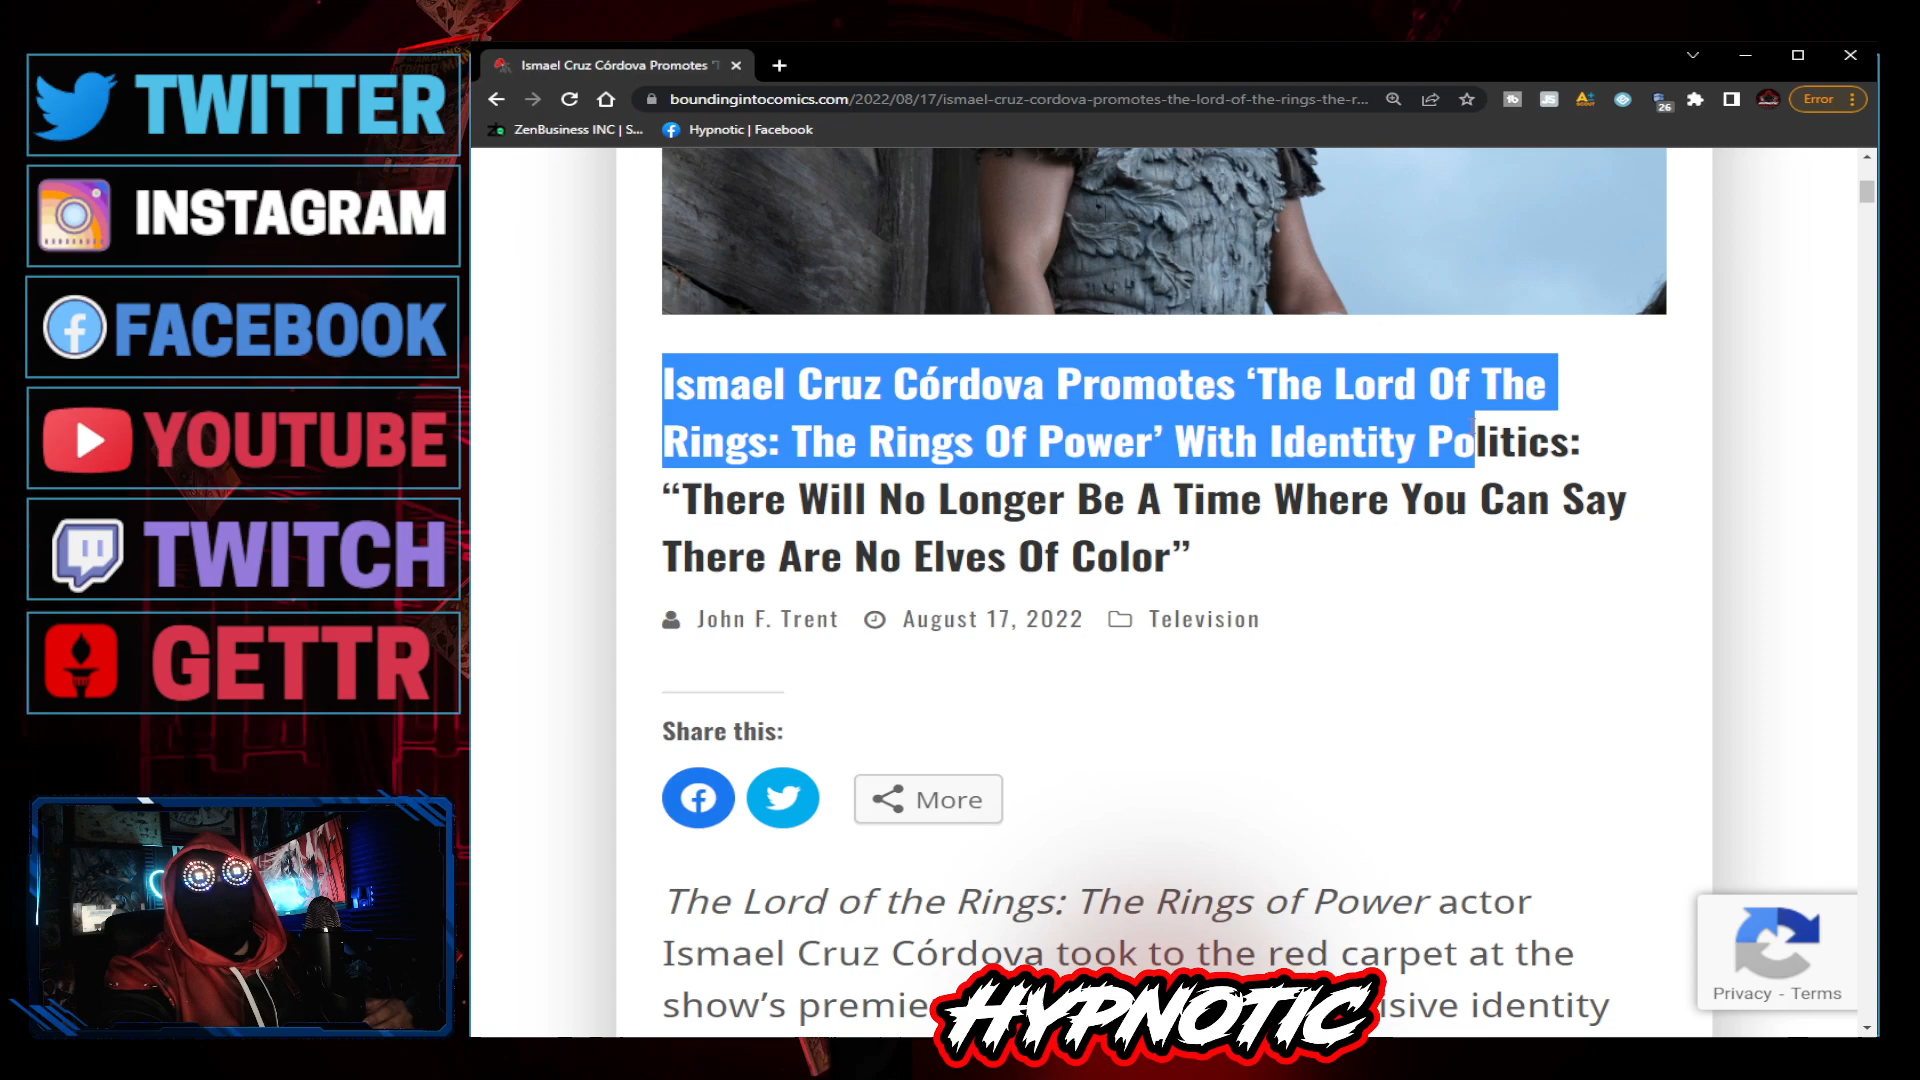 TWITTER
INSTAGRAM
FACEBOOK
YOUTUBE
TWITCH
GETTR
Ismael Cruz Córdova Promotes 'T
boundingintocomics.com/2022/08/17/ismael-cruz-cordova-promotes-the-lord-of-the-rings-the-r...
26
Error
ZenBusiness INC | S...
Hypnotic | Facebook
Ismael Cruz Córdova Promotes ‘The Lord Of The
Rings: The Rings Of Power’ With Identity Politics:
“There Will No Longer Be A Time Where You Can Say
There Are No Elves Of Color”
John F. Trent
August 17, 2022
Television
Share this:
More
The Lord of the Rings: The Rings of Power actor
Ismael Cruz Córdova took to the red carpet at the
show’s premie
sive identity
HYPNOTIC
Privacy - Terms